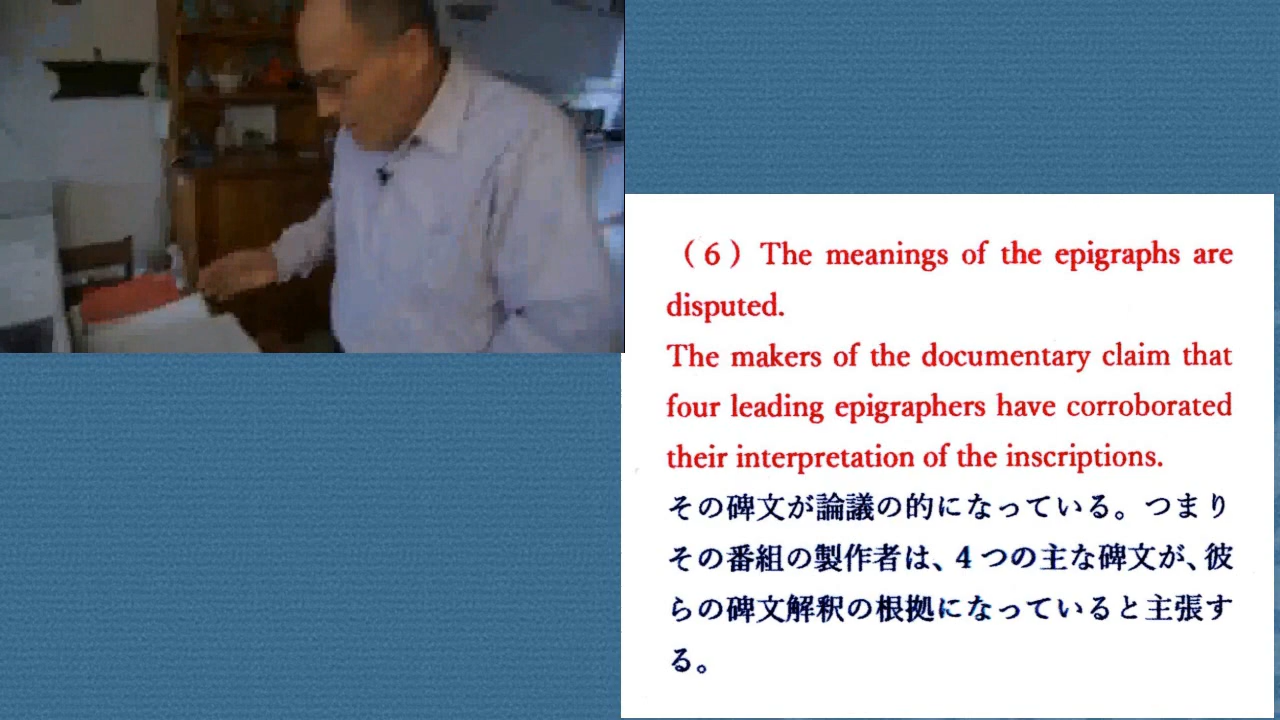 （6）The meanings of the epigraphs are
disputed.
The makers of the documentary claim that
four leading epigraphers have corroborated
their interpretation of the inscriptions.
その碑文が論議の的になっている。つまり
その番組の製作者は、4つの主な碑文が、彼
らの碑文解釈の根拠になっていると主張す
る。